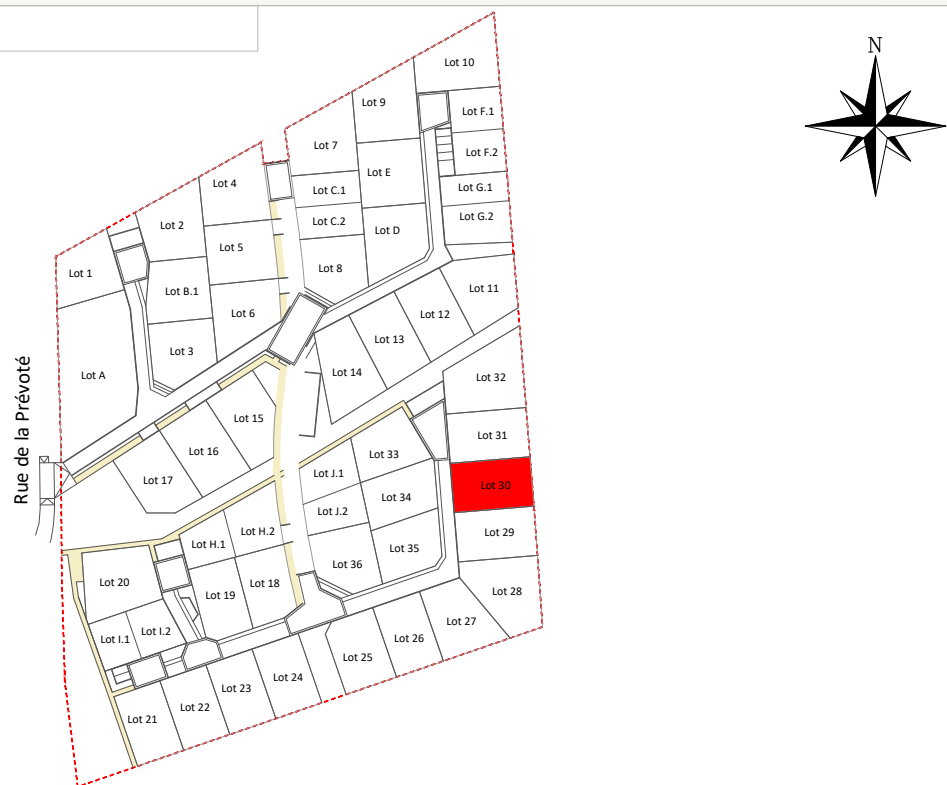 N
Lot 10
Lot 9
Lot F.1
Lot 7
Lot F.2
Lot E
Lot 4
Lot C.1
Lot G.1
Lot G.2
Lot 2
Lot C.2
Lot D
Lot 5
Lot 8
Lot 1
Lot B.1
Lot 11
Lot 6
Lot 12
Lot 13
Lot 3
Lot 14
Lot A
Lot 32
Rue de la Prévoté
Lot 15
Lot 31
Lot 16
Lot 33
Lot J.1
Lot 17
Lot 30
Lot 34
Lot J.2
Lot H.2
Lot 29
Lot H.1
Lot 35
Lot 36
Lot 20
Lot 18
Lot 28
Lot 19
Lot 27
Lot I.2
Lot I.1
Lot 26
Lot 25
Lot 24
Lot 23
Lot 22
Lot 21